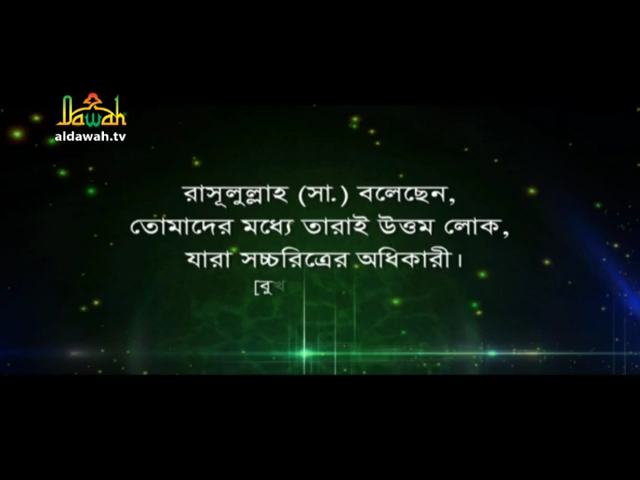 Dawah
aldawah.tv
রাসূলুল্লাহ (সা.) বলেছেন,
তোমাদের মধ্যে তারাই উত্তম লোক,
যারা সচ্চরিত্রের অধিকারী।
[বুখ